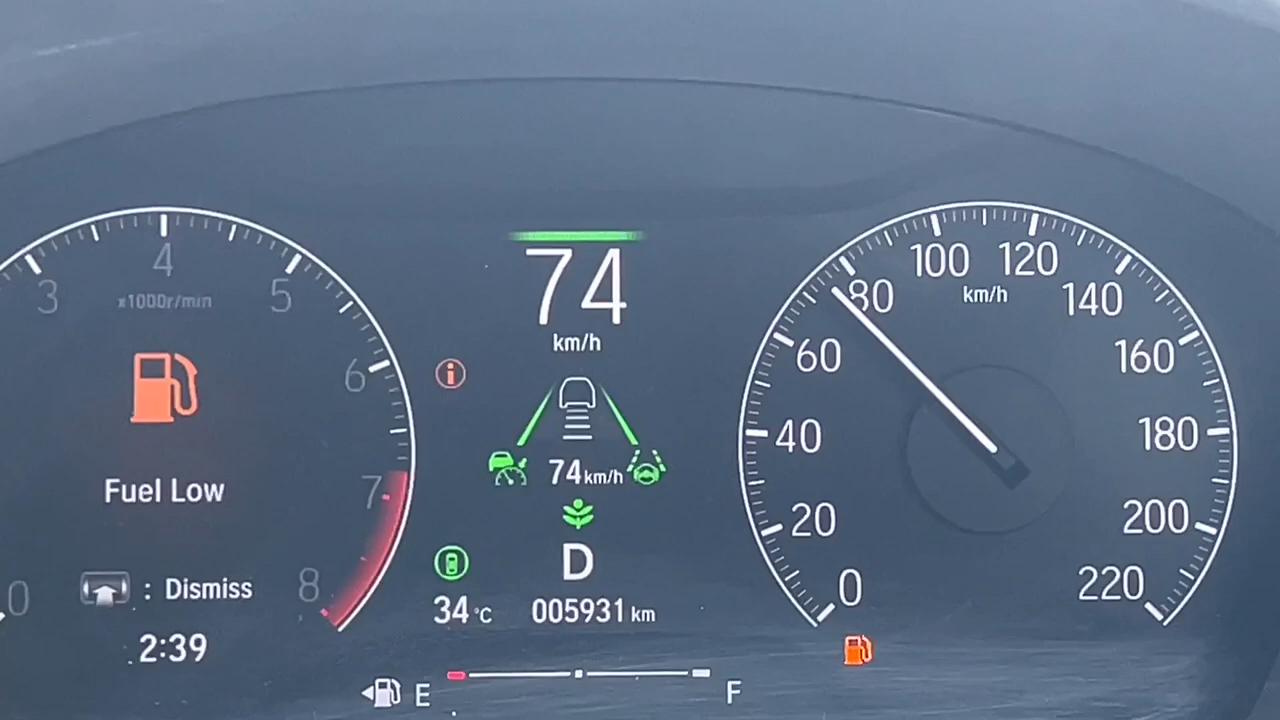 3
4
5
6
7
8
0
x1000r/min
Fuel Low
: Dismiss
2:39
74
km/h
74 km/h
D
34 °C
005931 km
E
F
0
20
40
60
80
100
120
140
160
180
200
220
km/h